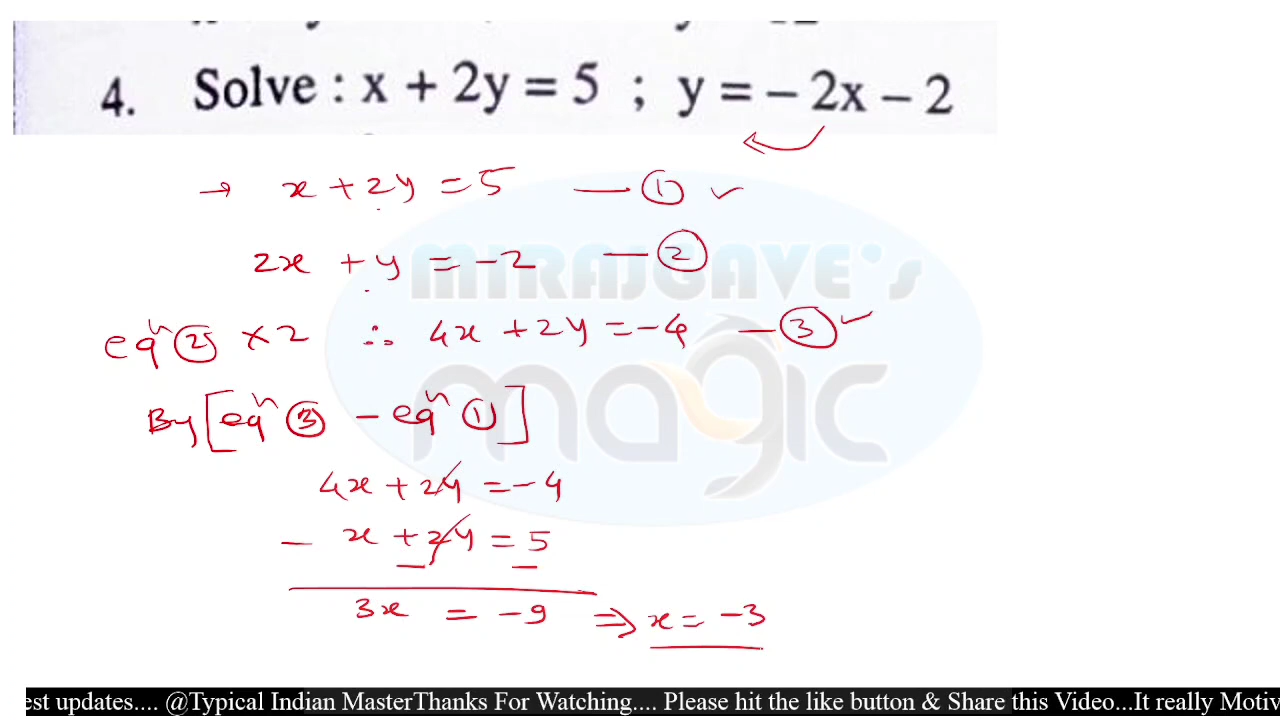 4. Solve : x + 2y = 5 ; y = – 2x – 2
→ x + 2y = 5 — ① ✓
2x + y = -2 — ②
eqⁿ ② × 2 ∴ 4x + 2y = -4 — ③ ✓
By [eqⁿ ③ - eqⁿ ①]
4x + 2y = -4
- x + 2y = 5
3x = -9 ⇒ x = -3
MIRAJGAVE's
magic
est updates.... @Typical Indian MasterThanks For Watching.... Please hit the like button & Share this Video...It really Motiv